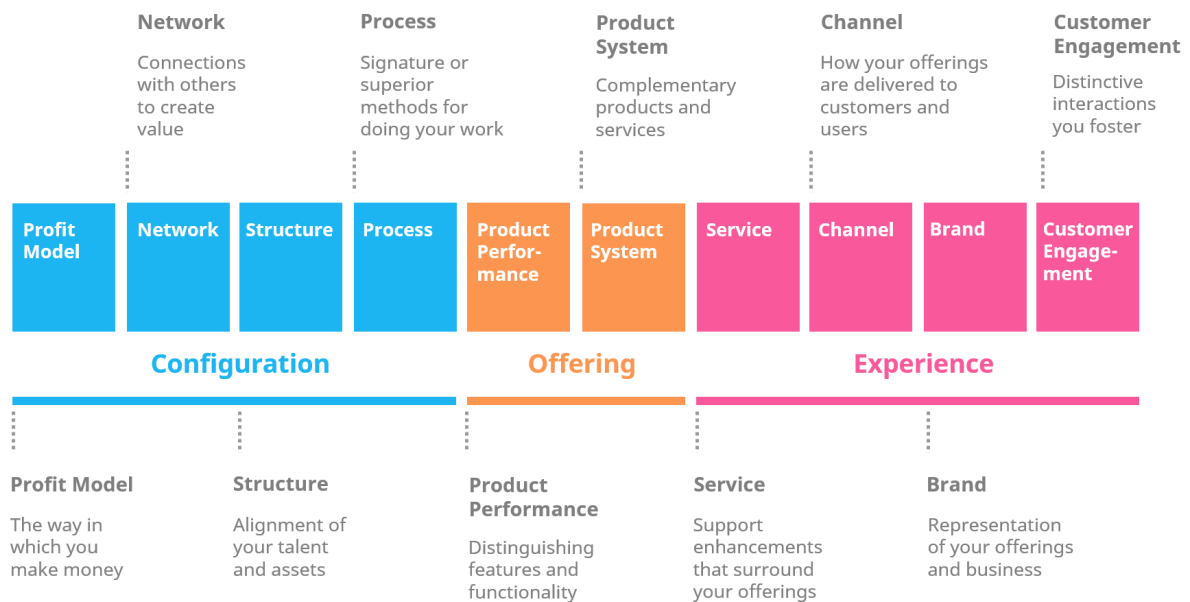 Network
Connections
with others
to create
value
Process
Signature or
superior
methods for
doing your work
Product
System
Complementary
products and
services
Channel
How your offerings
are delivered to
customers and
users
Customer
Engagement
Distinctive
interactions
you foster
Profit
Model
Network
Structure
Process
Product
Perfor-
mance
Product
System
Service
Channel
Brand
Customer
Engage-
ment
Configuration
Offering
Experience
Profit Model
The way in
which you
make money
Structure
Alignment of
your talent
and assets
Product
Performance
Distinguishing
features and
functionality
Service
Support
enhancements
that surround
your offerings
Brand
Representation
of your offerings
and business